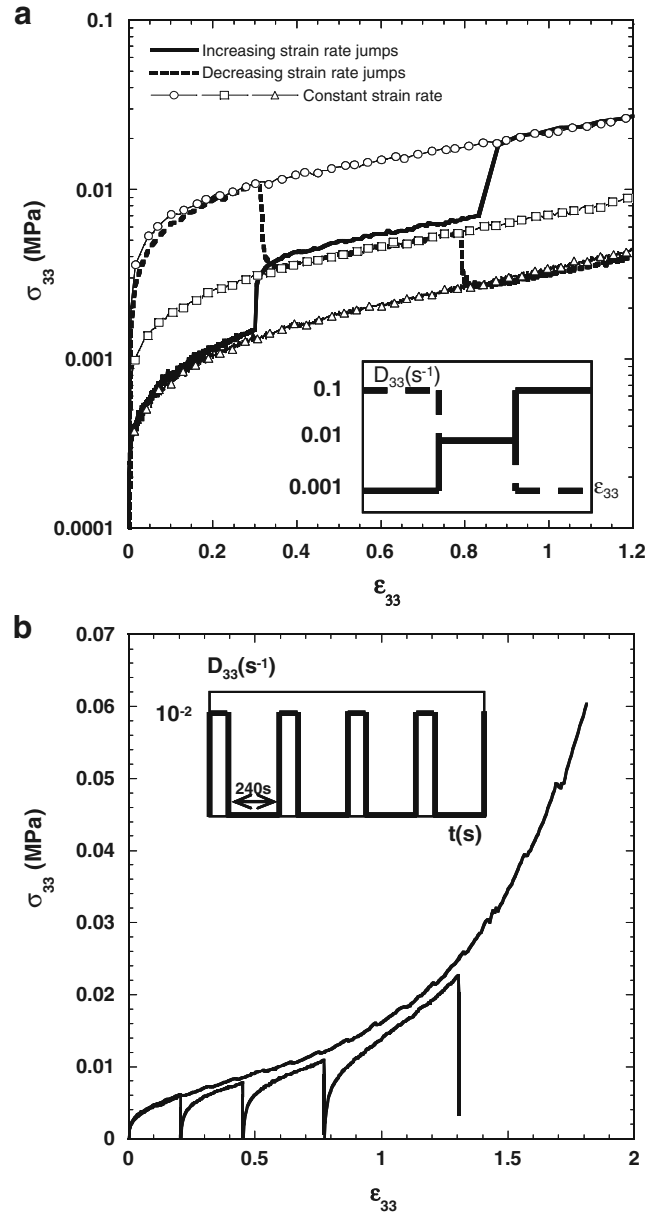 a
0.1
Increasing strain rate jumps
Decreasing strain rate jumps
Constant strain rate
0.01
σ33 (MPa)
0.001
D33(s-1)
0.1
0.01
0.001
ε33
0.0001
0 0.2 0.4 0.6 0.8 1 1.2
ε33
b
0.07
D33(s-1)
0.06
10-2
0.05
240s
t(s)
0.04
σ33 (MPa)
0.03
0.02
0.01
0
0 0.5 1 1.5 2
ε33